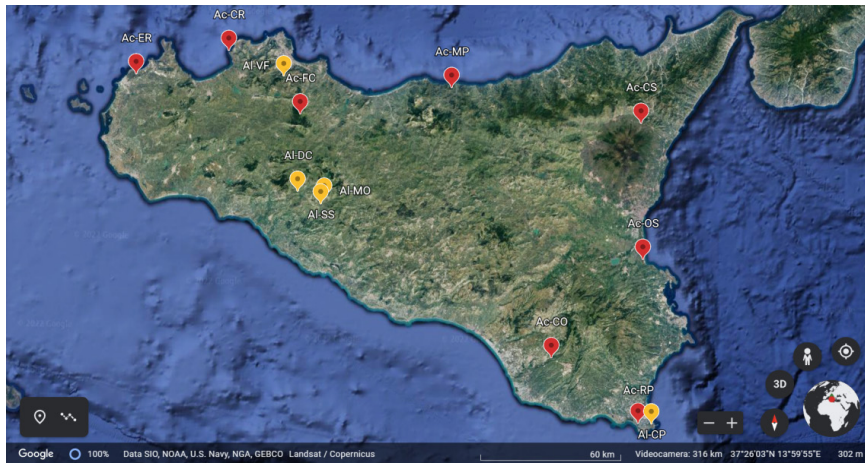 Ac-CR
Ac-ER
Ac-MP
Al-VF
Ac-FC
Ac-CS
Al-DC
Al-MO
Al-SS
Ac-OS
Ac-CO
Ac-RP
Al-CP
3D
Google 100% Data SIO, NOAA, U.S. Navy, NGA, GEBCO Landsat / Copernicus 60 km Videocamera: 316 km 37°26'03"N 13°59'55"E 302 m